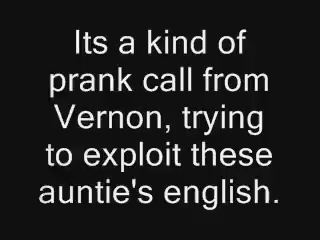 Its a kind of
prank call from
Vernon, trying
to exploit these
auntie's english.